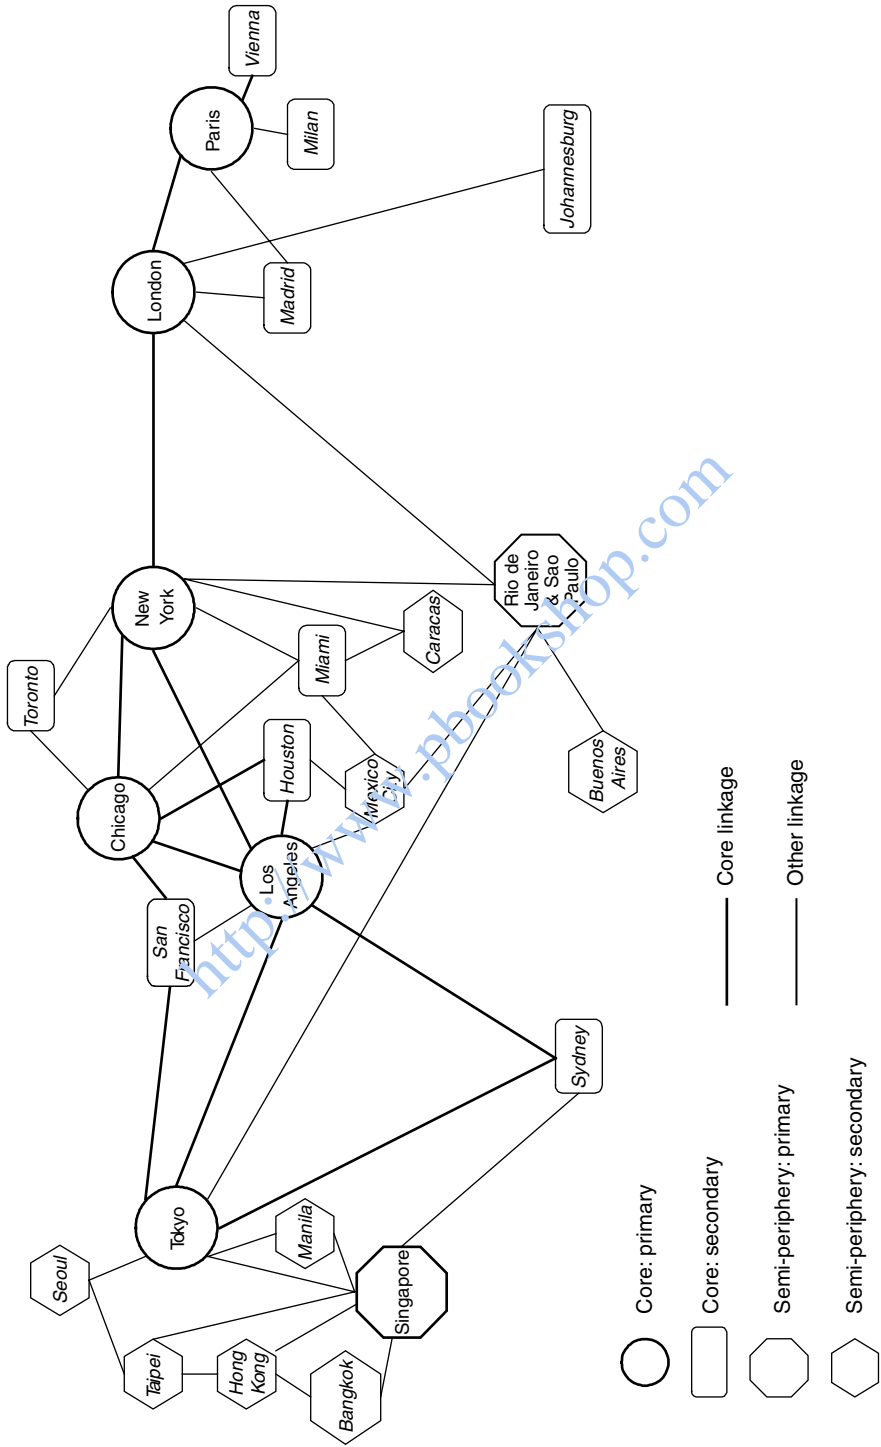 Seoul
Taipei
Hong
Kong
Bangkok
Tokyo
Manila
Singapore
Sydney
San
Francisco
Los
Angeles
Chicago
Toronto
Houston
Mexico
City
Miami
New
York
Caracas
Buenos
Aires
Rio de
Janeiro
& Sao
Paulo
London
Madrid
Paris
Vienna
Milan
Johannesburg
Core: primary
Core: secondary
Semi-periphery: primary
Semi-periphery: secondary
Core linkage
Other linkage
http://www.pbookshop.com